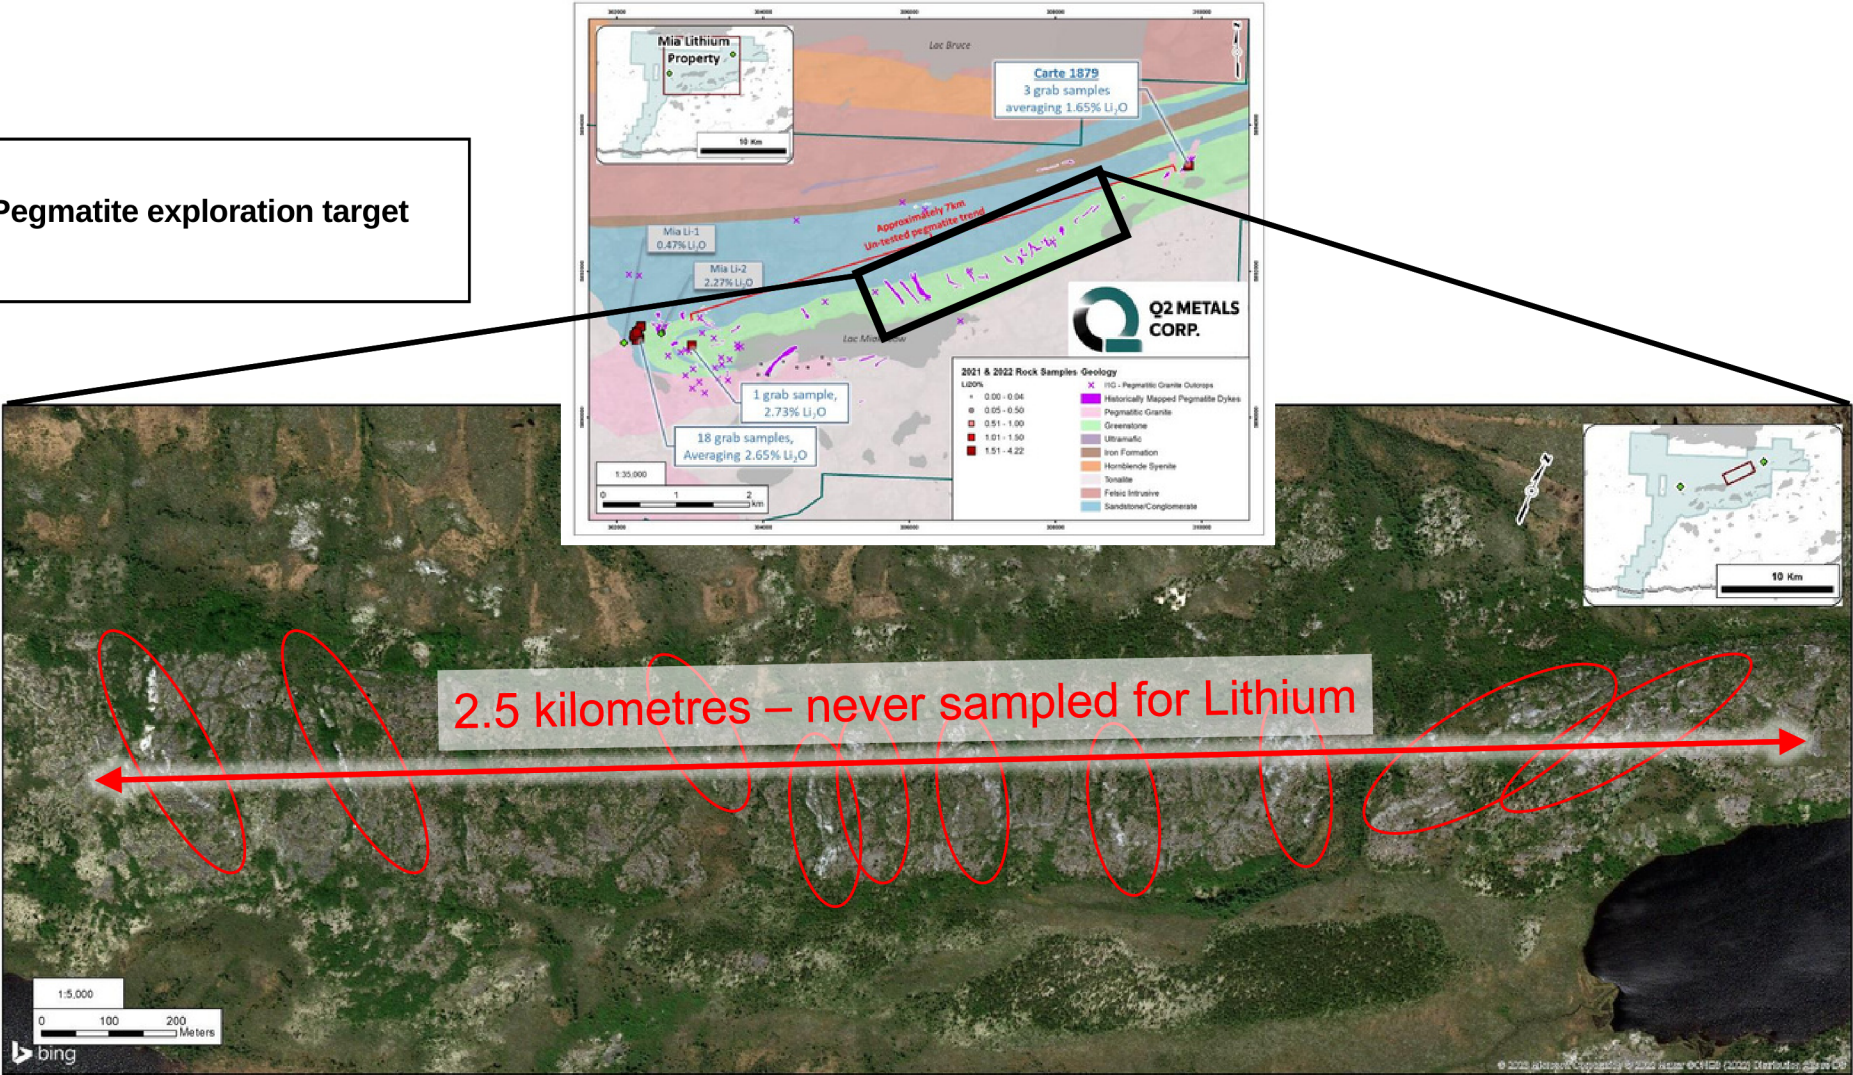 Pegmatite exploration target
Mia Lithium
Property
10 Km
Lac Bruce
N
Carte 1879
3 grab samples
averaging 1.65% Li₂O
Approximately 7km
Un-tested pegmatite trend
Mia Li-1
0.47% Li₂O
Mia Li-2
2.27% Li₂O
Lac Mia
1 grab sample,
2.73% Li₂O
18 grab samples,
Averaging 2.65% Li₂O
1:35,000
0 1 2
km
Q2 METALS
CORP.
2021 & 2022 Rock Samples
Li2O%
0.00 - 0.04
0.05 - 0.50
0.51 - 1.00
1.01 - 1.50
1.51 - 4.22
Geology
I1G - Pegmatitic Granite Outcrops
Historically Mapped Pegmatite Dykes
Pegmatitic Granite
Greenstone
Ultramafic
Iron Formation
Hornblende Syenite
Tonalite
Felsic Intrusive
Sandstone/Conglomerate
10 Km
2.5 kilometres – never sampled for Lithium
1:5,000
0 100 200
Meters
bing